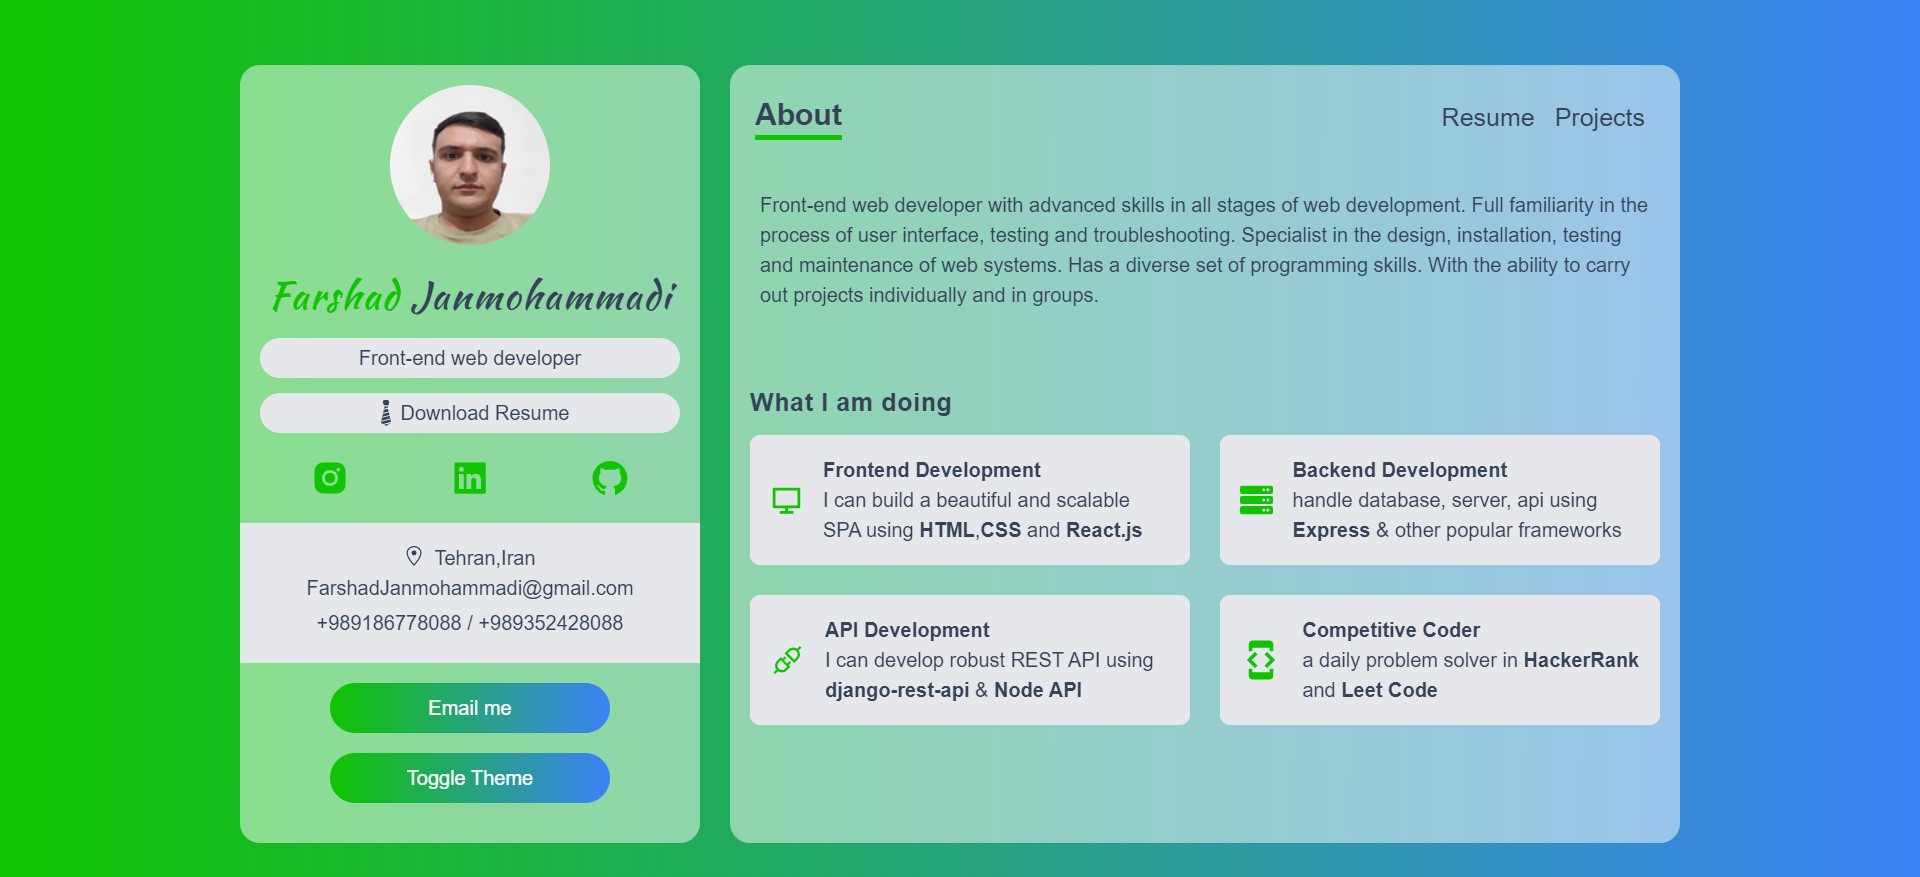 Farshad Janmohammadi
Front-end web developer
Download Resume
Tehran,Iran
FarshadJanmohammadi@gmail.com
+989186778088 / +989352428088
Email me
Toggle Theme
About
Resume Projects
Front-end web developer with advanced skills in all stages of web development. Full familiarity in the
process of user interface, testing and troubleshooting. Specialist in the design, installation, testing
and maintenance of web systems. Has a diverse set of programming skills. With the ability to carry
out projects individually and in groups.
What I am doing
Frontend Development
I can build a beautiful and scalable
SPA using HTML,CSS and React.js
Backend Development
handle database, server, api using
Express & other popular frameworks
API Development
I can develop robust REST API using
django-rest-api & Node API
Competitive Coder
a daily problem solver in HackerRank
and Leet Code